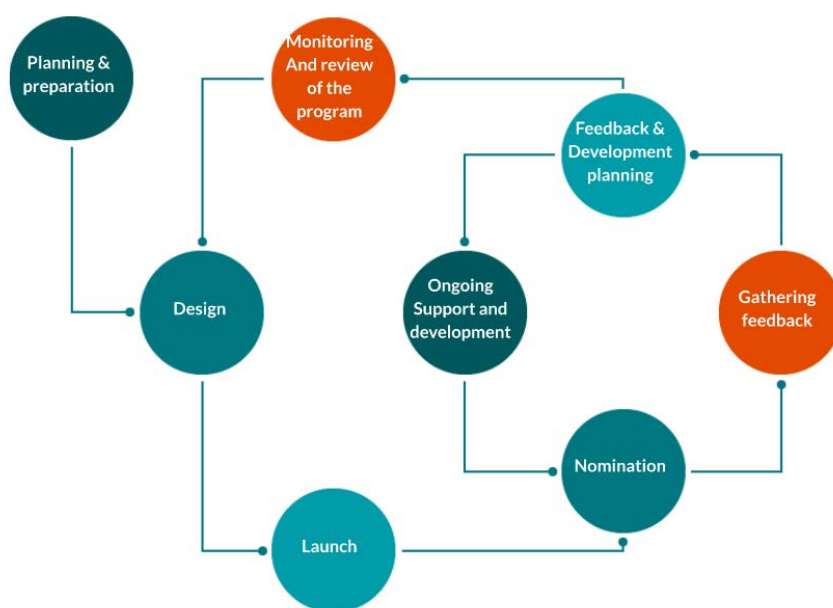 Planning &
preparation
Monitoring
And review
of the
program
Feedback &
Development
planning
Design
Ongoing
Support and
development
Gathering
feedback
Nomination
Launch